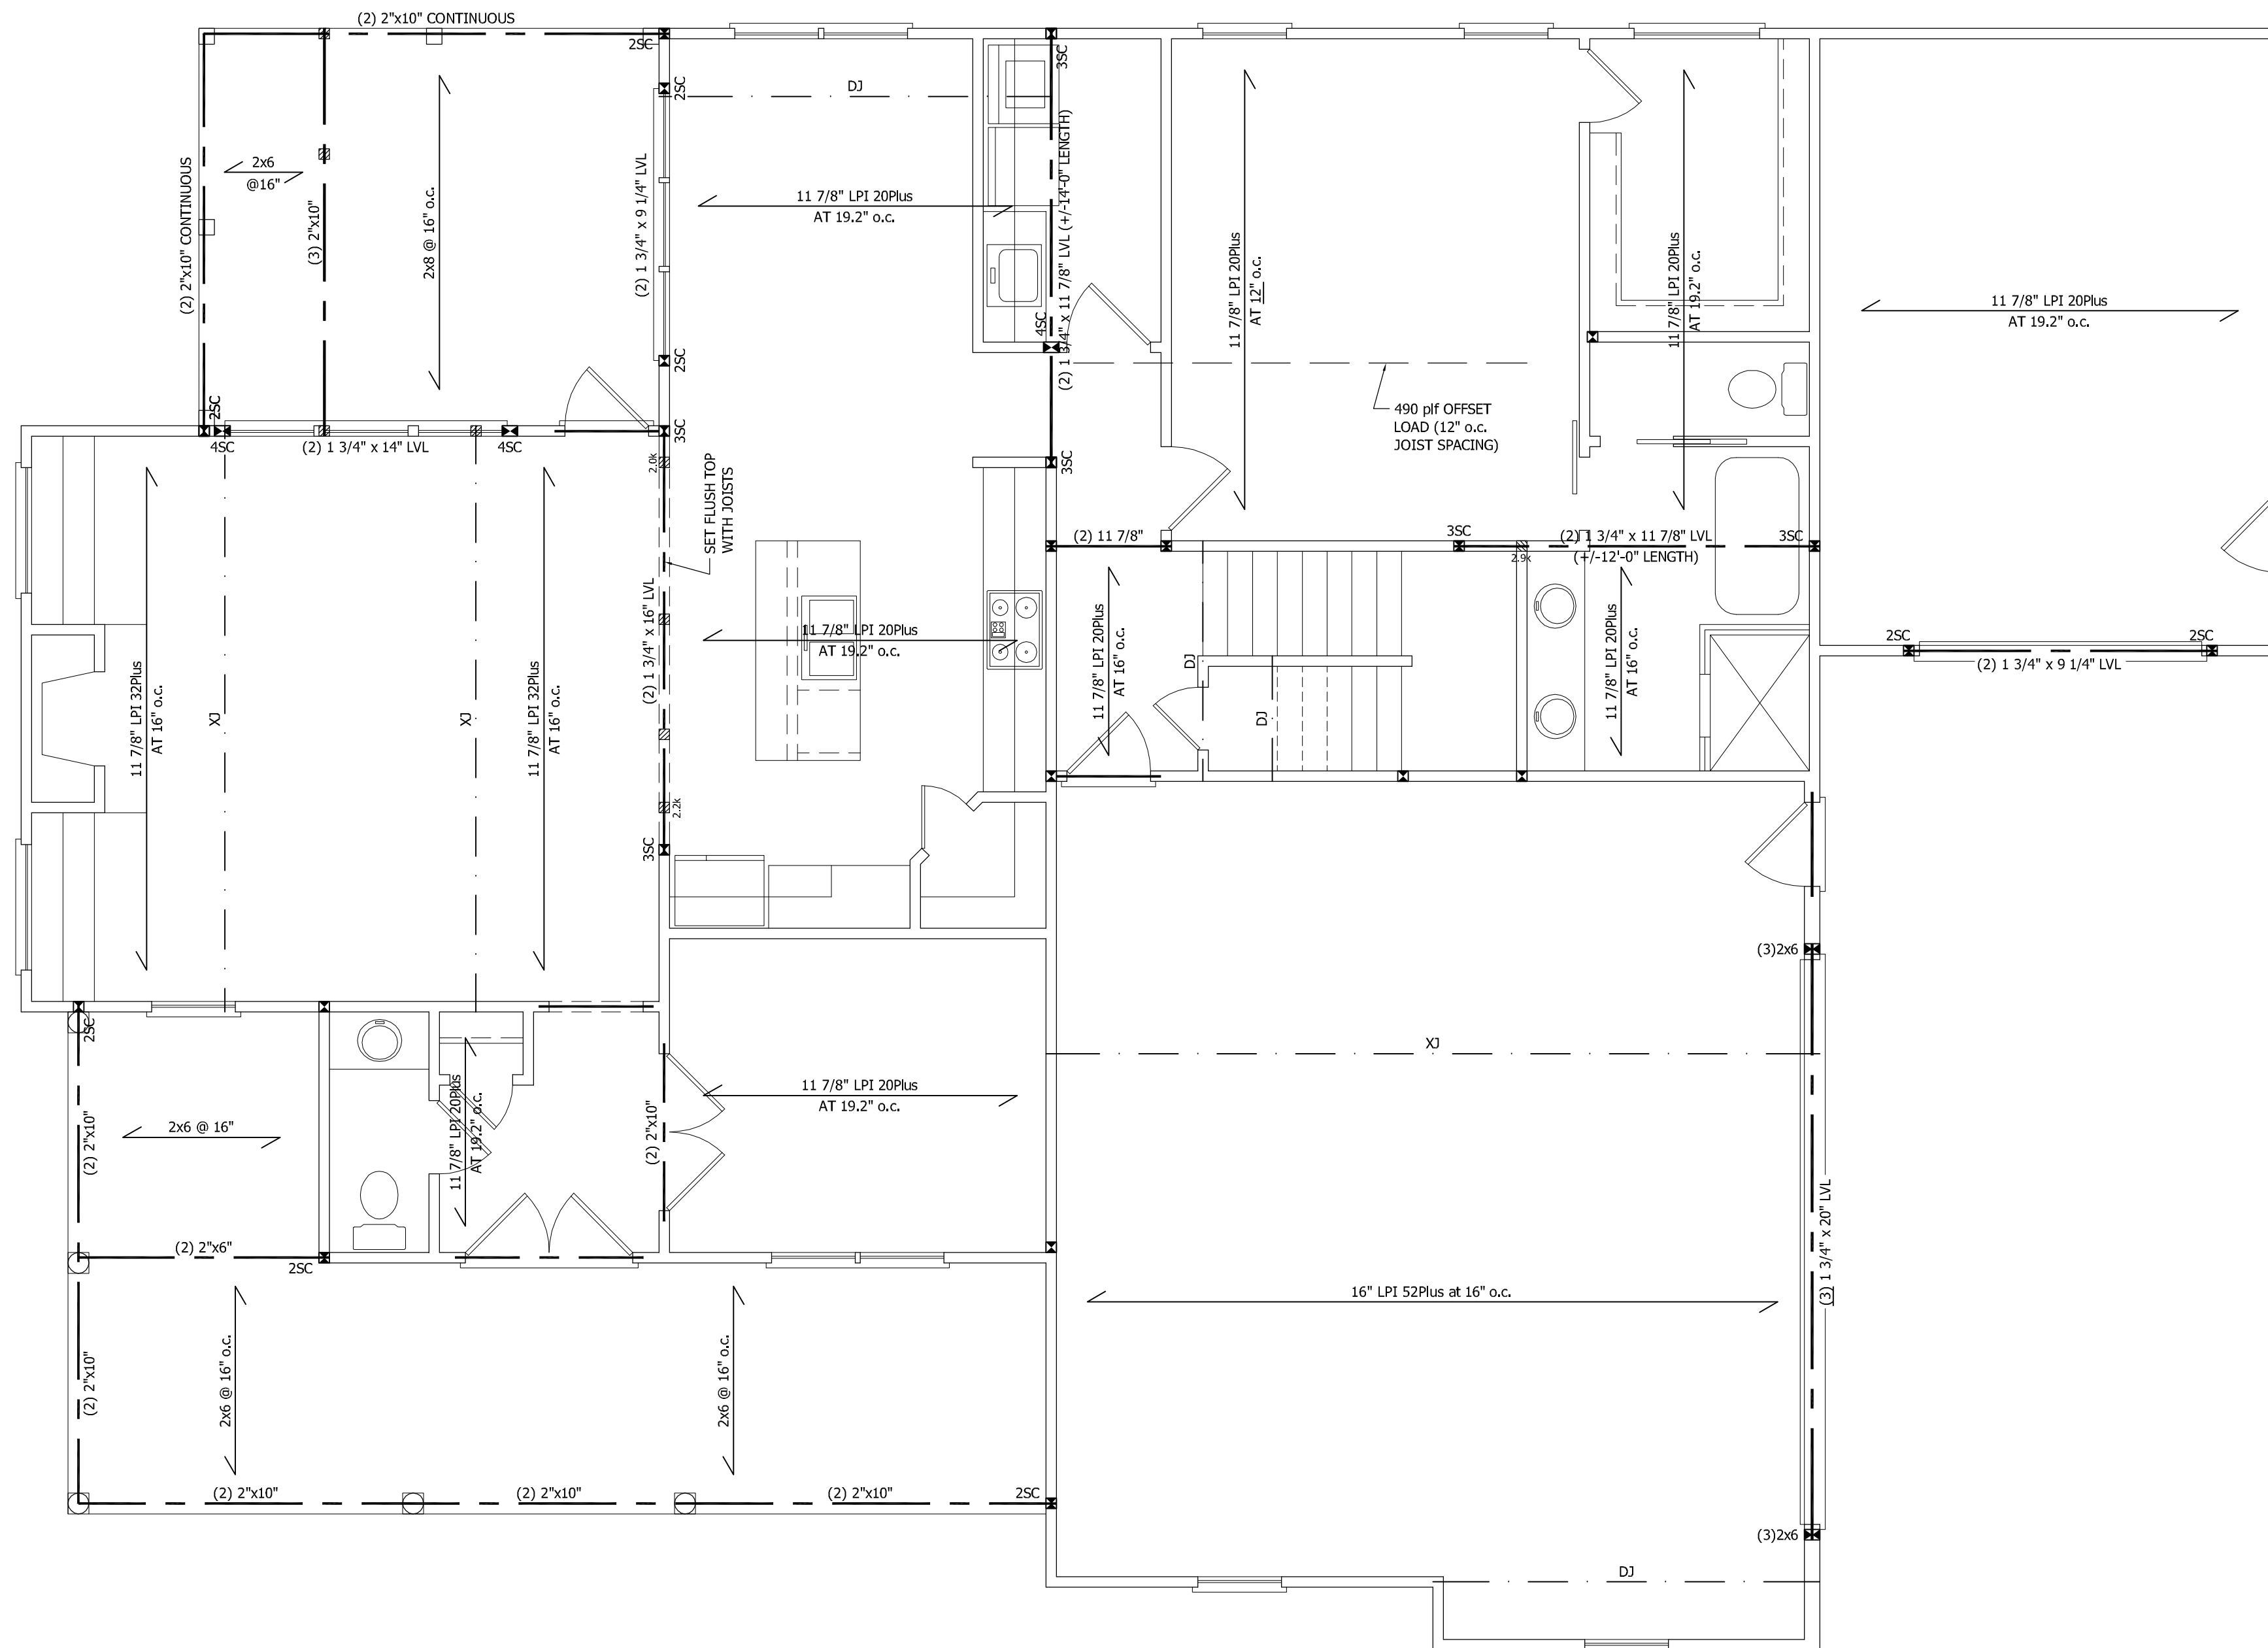 (2) 2"x10" CONTINUOUS
2SC
3SC
2SC
DJ
(2) 2"x10" CONTINUOUS
2x6
@16"
(3) 2"x10"
2x8 @ 16" o.c.
(2) 1 3/4" x 9 1/4" LVL
11 7/8" LPI 20Plus
AT 19.2" o.c.
(2) 1 3/4" x 11 7/8" LVL (+/-14'-0" LENGTH)
11 7/8" LPI 20Plus
AT 12" o.c.
11 7/8" LPI 20Plus
AT 19.2" o.c.
11 7/8" LPI 20Plus
AT 19.2" o.c.
4SC
2SC
2SC
490 plf OFFSET
LOAD (12" o.c.
JOIST SPACING)
4SC
(2) 1 3/4" x 14" LVL
4SC
3SC
2.0k
3SC
SET FLUSH TOP
WITH JOISTS
(2) 11 7/8"
3SC
(2) 1 3/4" x 11 7/8" LVL
(+/-12'-0" LENGTH)
3SC
2.9k
11 7/8" LPI 32Plus
AT 16" o.c.
XJ
XJ
11 7/8" LPI 32Plus
AT 16" o.c.
(2) 1 3/4" x 16" LVL
11 7/8" LPI 20Plus
AT 19.2" o.c.
11 7/8" LPI 20Plus
AT 16" o.c.
DJ
DJ
11 7/8" LPI 20Plus
AT 16" o.c.
2SC
2SC
(2) 1 3/4" x 9 1/4" LVL
2.2k
3SC
(3)2x6
2SC
XJ
(2) 2"x10"
2x6 @ 16"
11 7/8" LPI 20Plus
AT 19.2" o.c.
(2) 2"x10"
11 7/8" LPI 20Plus
AT 19.2" o.c.
(3) 1 3/4" x 20" LVL
(2) 2"x6"
2SC
16" LPI 52Plus at 16" o.c.
(2) 2"x10"
2x6 @ 16" o.c.
2x6 @ 16" o.c.
(2) 2"x10"
(2) 2"x10"
(2) 2"x10"
2SC
(3)2x6
DJ